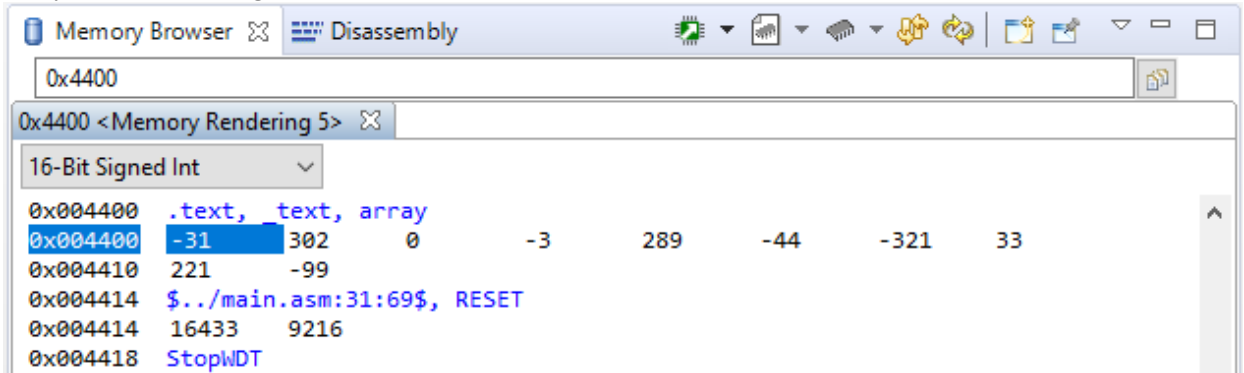 Memory Browser Disassembly
0x4400
0x4400 <Memory Rendering 5>
16-Bit Signed Int
0x004400 .text, _text, array
0x004400 -31 302 0 -3 289 -44 -321 33
0x004410 221 -99
0x004414 $../main.asm:31:69$, RESET
0x004414 16433 9216
0x004418 StopWDT